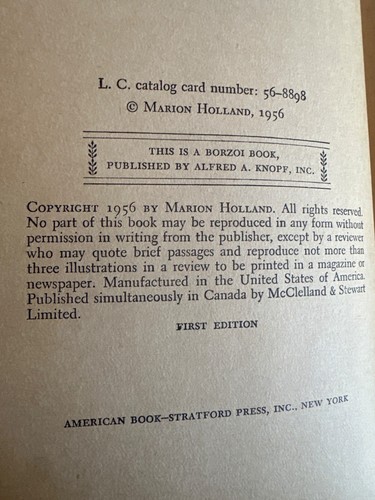 L. C. catalog card number: 56–8898
© Marion Holland, 1956
THIS IS A BORZOI BOOK,
PUBLISHED BY ALFRED A. KNOPF, INC.
Copyright 1956 by Marion Holland. All rights reserved.
No part of this book may be reproduced in any form without
permission in writing from the publisher, except by a reviewer
who may quote brief passages and reproduce not more than
three illustrations in a review to be printed in a magazine or
newspaper. Manufactured in the United States of America.
Published simultaneously in Canada by McClelland & Stewart
Limited.
FIRST EDITION
AMERICAN BOOK–STRATFORD PRESS, INC., NEW YORK